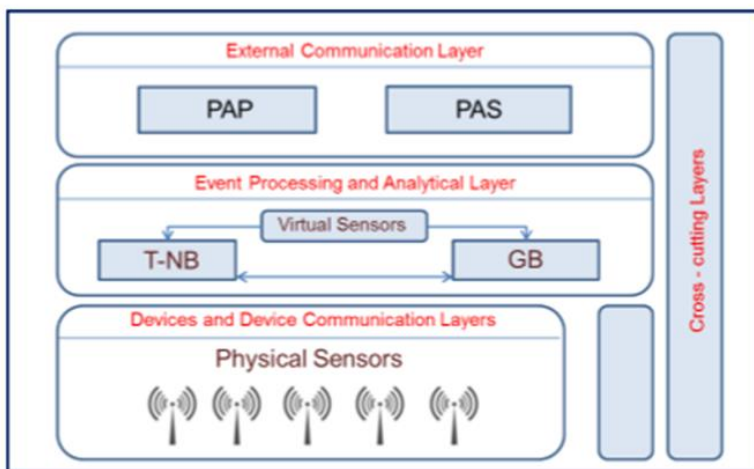 External Communication Layer
PAP
PAS
Event Processing and Analytical Layer
Virtual Sensors
T-NB
GB
Devices and Device Communication Layers
Physical Sensors
Cross - cutting Layers